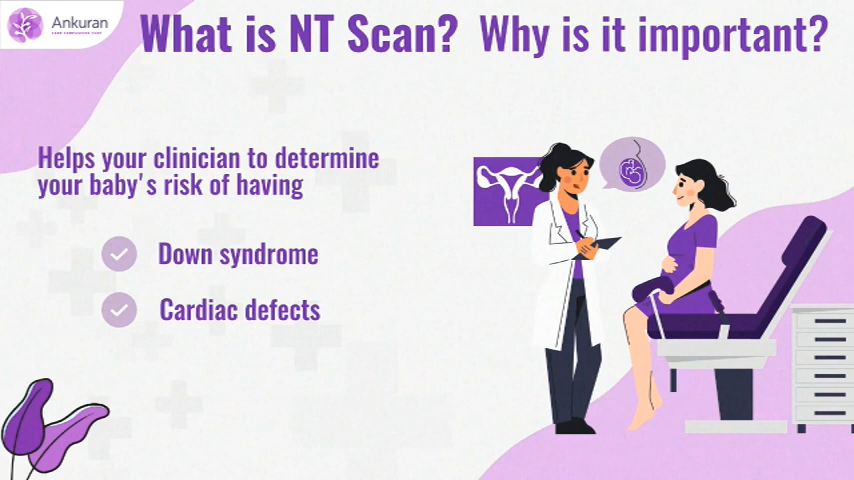 Ankuran
What is NT Scan? Why is it important?
Helps your clinician to determine
your baby's risk of having
Down syndrome
Cardiac defects